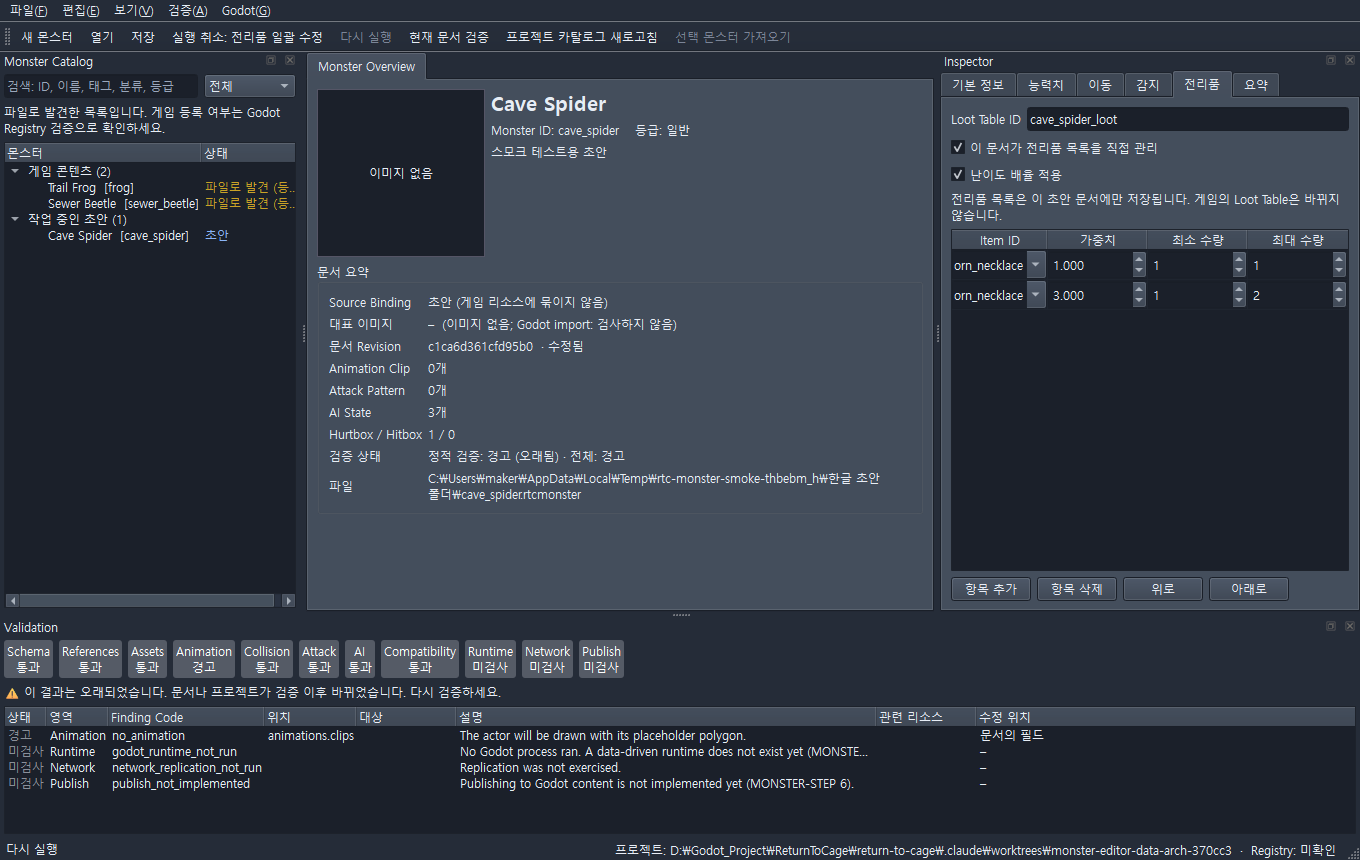 파일(F) 편집(E) 보기(V) 검증(A) Godot(G)
새 몬스터 열기 저장 실행 취소: 전리품 일괄 수정 다시 실행 현재 문서 검증 프로젝트 카탈로그 새로고침 선택 몬스터 가져오기
Monster Catalog
검색: ID, 이름, 태그, 분류, 등급 전체
파일로 발견한 목록입니다. 게임 등록 여부는 Godot
Registry 검증으로 확인하세요.
몬스터 상태
게임 콘텐츠 (2)
Trail Frog [frog] 파일로 발견 (등..
Sewer Beetle [sewer_beetle] 파일로 발견 (등..
작업 중인 초안 (1)
Cave Spider [cave_spider] 초안
Monster Overview
이미지 없음
Cave Spider
Monster ID: cave_spider 등급: 일반
스모크 테스트용 초안
문서 요약
Source Binding 초안 (게임 리소스에 묶이지 않음)
대표 이미지 – (이미지 없음; Godot import: 검사하지 않음)
문서 Revision c1ca6d361cfd95b0 · 수정됨
Animation Clip 0개
Attack Pattern 0개
AI State 3개
Hurtbox / Hitbox 1 / 0
검증 상태 정적 검증: 경고 (오래됨) · 전체: 경고
파일 C:₩Users₩maker₩AppData₩Local₩Temp₩rtc-monster-smoke-thbebm_h₩한글 초안
폴더₩cave_spider.rtcmonster
Inspector
기본 정보 능력치 이동 감지 전리품 요약
Loot Table ID cave_spider_loot
이 문서가 전리품 목록을 직접 관리
난이도 배율 적용
전리품 목록은 이 초안 문서에만 저장됩니다. 게임의 Loot Table은 바뀌지
않습니다.
Item ID 가중치 최소 수량 최대 수량
orn_necklace 1.000 1 1
orn_necklace 3.000 1 2
항목 추가 항목 삭제 위로 아래로
Validation
Schema 통과
References 통과
Assets 통과
Animation 경고
Collision 통과
Attack 통과
AI 통과
Compatibility 통과
Runtime 미검사
Network 미검사
Publish 미검사
이 결과는 오래되었습니다. 문서나 프로젝트가 검증 이후 바뀌었습니다. 다시 검증하세요.
상태 영역 Finding Code 위치 대상 설명 관련 리소스 수정 위치
경고 Animation no_animation animations.clips The actor will be drawn with its placeholder polygon. 문서의 필드
미검사 Runtime godot_runtime_not_run No Godot process ran. A data-driven runtime does not exist yet (MONSTE... –
미검사 Network network_replication_not_run Replication was not exercised. –
미검사 Publish publish_not_implemented Publishing to Godot content is not implemented yet (MONSTER-STEP 6). –
다시 실행 프로젝트: D:₩Godot_Project₩ReturnToCage₩return-to-cage₩.claude₩worktrees₩monster-editor-data-arch-370cc3 · Registry: 미확인